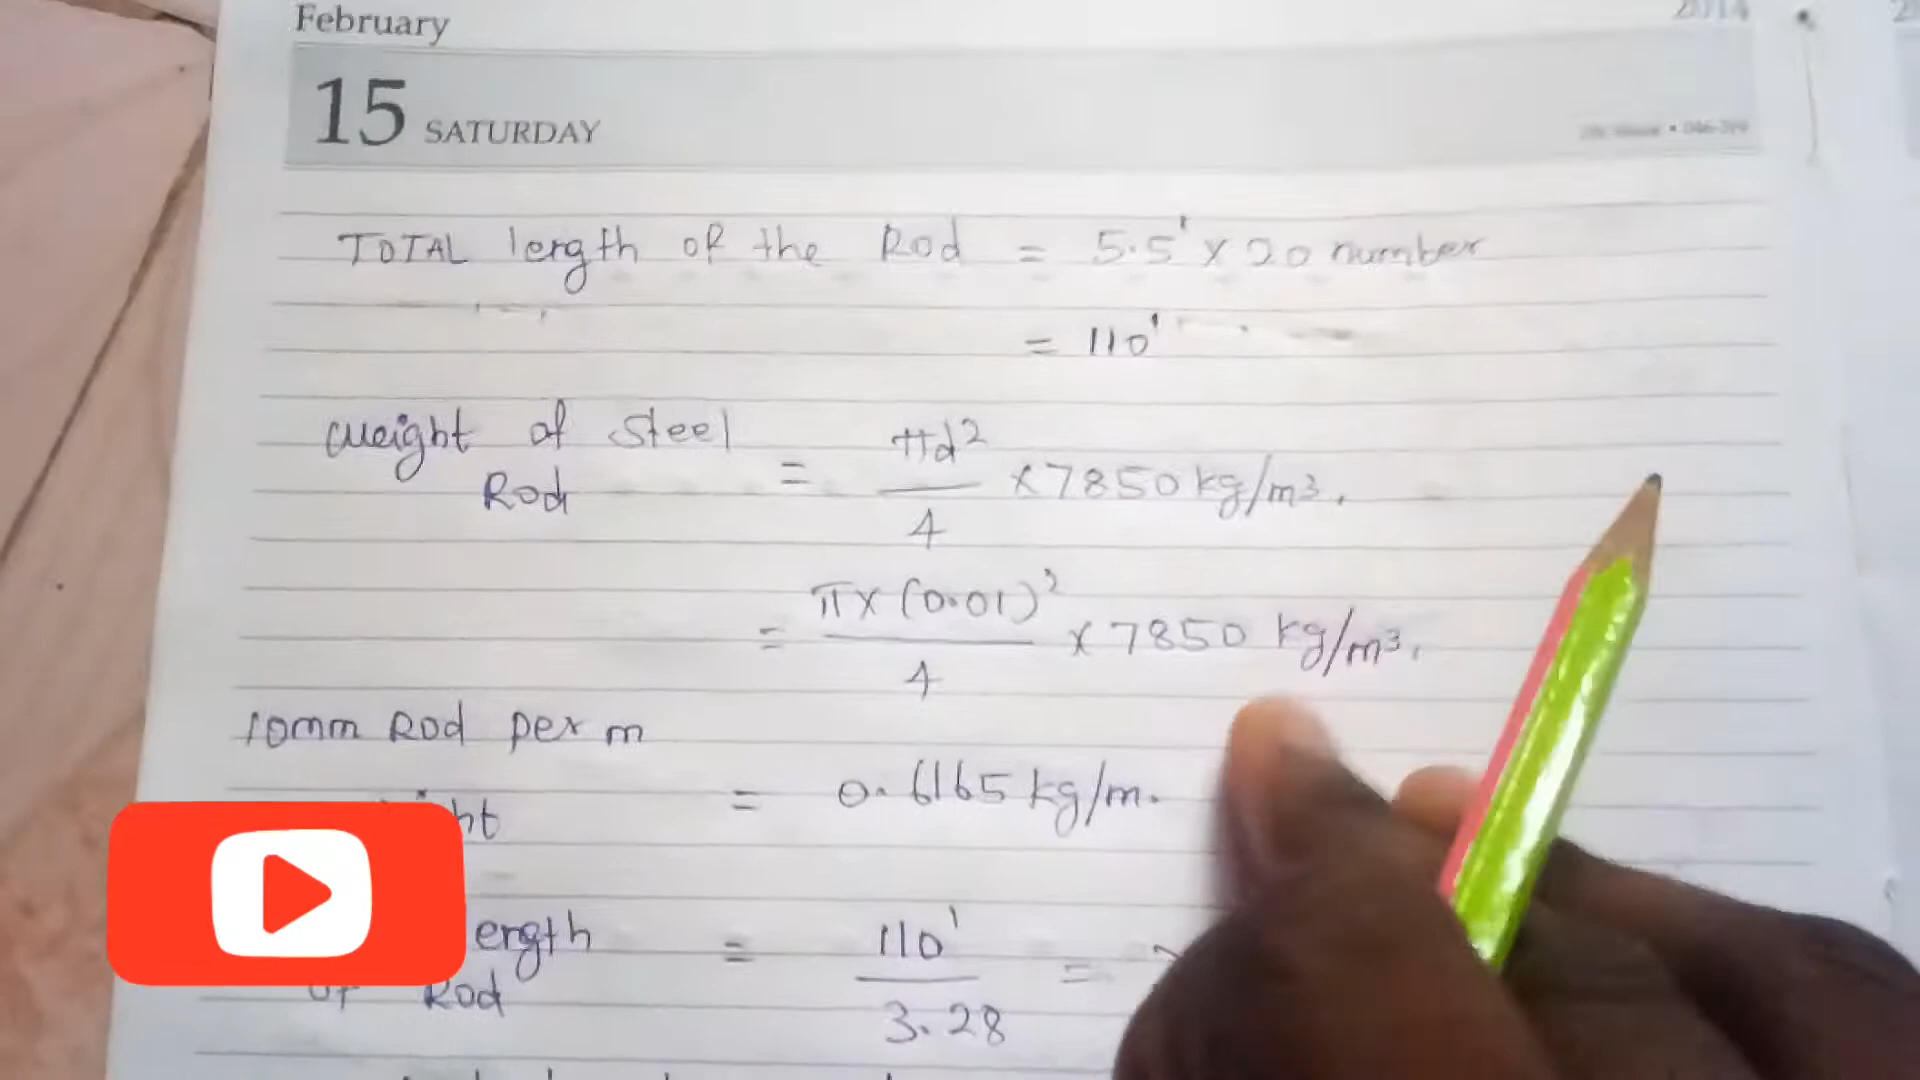 February
15 SATURDAY
TOTAL length of the Rod = 5.5' × 20 number
= 110'
Weight of Steel Rod = πd² / 4 × 7850 kg/m³.
= π × (0.01)² / 4 × 7850 kg/m³.
10mm Rod per m
= 0.6165 kg/m.
110' / 3.28 =
of Rod